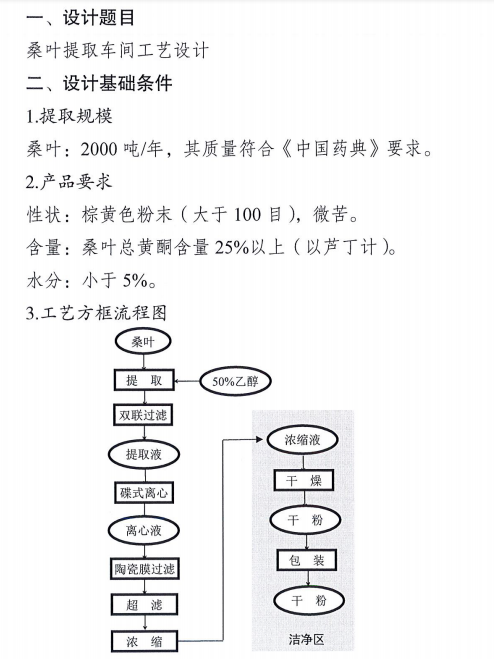 一、设计题目
桑叶提取车间工艺设计
二、设计基础条件
1.提取规模
桑叶：2000 吨/年，其质量符合《中国药典》要求。
2.产品要求
性状：棕黄色粉末（大于 100 目），微苦。
含量：桑叶总黄酮含量 25%以上（以芦丁计）。
水分：小于 5%。
3.工艺方框流程图
桑叶
提 取
50%乙醇
双联过滤
提取液
碟式离心
离心液
陶瓷膜过滤
超 滤
浓 缩
浓缩液
干 燥
干 粉
包 装
干 粉
洁净区